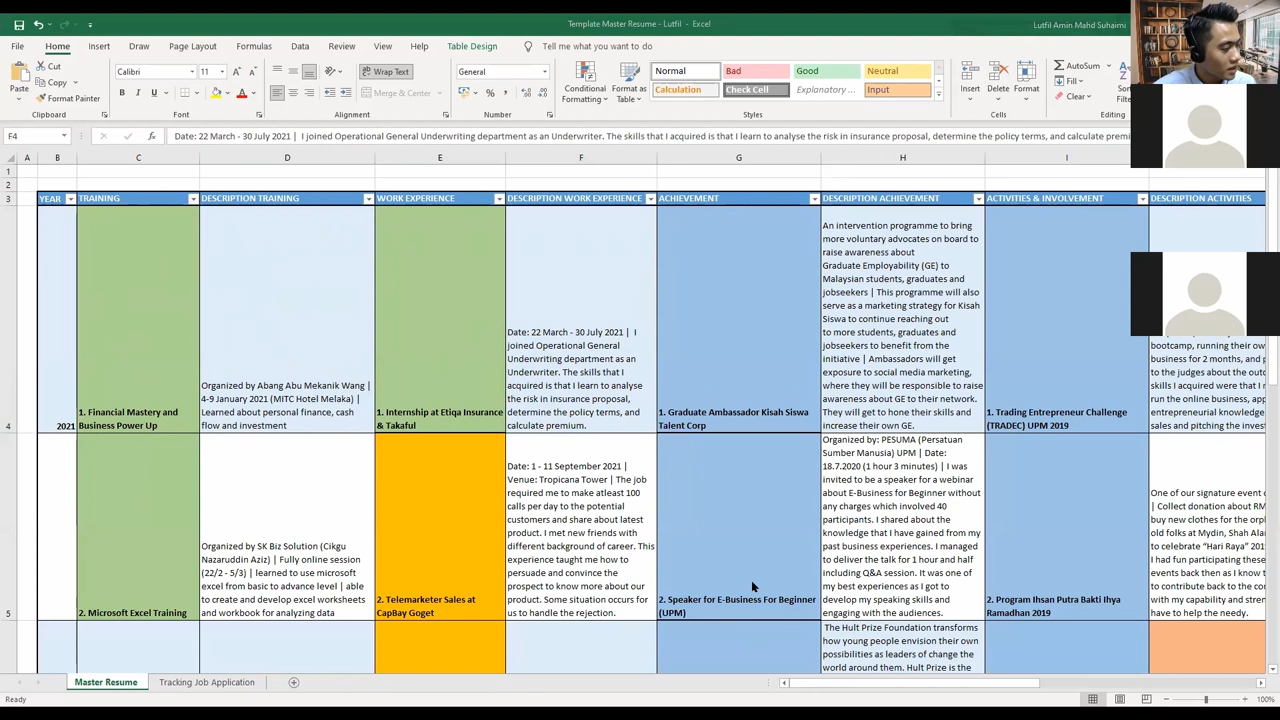 Template Master Resume - Lutfil - Excel
Lutfil Amin Mahd Suhaimi
File Home Insert Draw Page Layout Formulas Data Review View Help Table Design Tell me what you want to do
Paste
Cut
Copy
Format Painter
Clipboard
Calibri 11
B I U
Font
Wrap Text
Merge & Center
Alignment
General
Number
Conditional Formatting
Format as Table
Normal Bad Good Neutral
Calculation Check Cell Explanatory ... Input
Styles
Insert Delete Format
Cells
AutoSum
Fill
Clear
Editing
F4
fx
Date: 22 March - 30 July 2021 | I joined Operational General Underwriting department as an Underwriter. The skills that I acquired is that I learn to analyse the risk in insurance proposal, determine the policy terms, and calculate premi
A B C D E F G H I
1
2
3 YEAR TRAINING DESCRIPTION TRAINING WORK EXPERIENCE DESCRIPTION WORK EXPERIENCE ACHIEVEMENT DESCRIPTION ACHIEVEMENT ACTIVITIES & INVOLVEMENT DESCRIPTION ACTIVITIES
4
2021
1. Financial Mastery and
Business Power Up
Organized by Abang Abu Mekanik Wang |
4-9 January 2021 (MITC Hotel Melaka) |
Learned about personal finance, cash
flow and investment
1. Internship at Etiqa Insurance
& Takaful
Date: 22 March - 30 July 2021 | I
joined Operational General
Underwriting department as an
Underwriter. The skills that I
acquired is that I learn to analyse
the risk in insurance proposal,
determine the policy terms, and
calculate premium.
1. Graduate Ambassador Kisah Siswa
Talent Corp
An intervention programme to bring
more voluntary advocates on board to
raise awareness about
Graduate Employability (GE) to
Malaysian students, graduates and
jobseekers | This programme will also
serve as a marketing strategy for Kisah
Siswa to continue reaching out
to more students, graduates and
jobseekers to benefit from the
initiative | Ambassadors will get
exposure to social media marketing,
where they will be responsible to raise
awareness about GE to their network.
They will get to hone their skills and
increase their own GE.
1. Trading Entrepreneur Challenge
(TRADEC) UPM 2019
bootcamp, running their ow
business for 2 months, and p
to the judges about the outc
skills I acquired were that I
run the online business, app
entrepreneurial knowledge
sales and pitching the invest
5
2. Microsoft Excel Training
Organized by SK Biz Solution (Cikgu
Nazaruddin Aziz) | Fully online session
(22/2 - 5/3) | learned to use microsoft
excel from basic to advance level | able
to create and develop excel worksheets
and workbook for analyzing data
2. Telemarketer Sales at
CapBay Goget
Date: 1 - 11 September 2021 |
Venue: Tropicana Tower | The job
required me to make atleast 100
calls per day to the potential
customers and share about latest
product. I met new friends with
different background of career. This
experience taught me how to
persuade and convince the
prospect to know more about our
product. Some situation occurs for
us to handle the rejection.
2. Speaker for E-Business For Beginner
(UPM)
Organized by: PESUMA (Persatuan
Sumber Manusia) UPM | Date:
18.7.2020 (1 hour 3 minutes) | I was
invited to be a speaker for a webinar
about E-Business for Beginner without
any charges which involved 40
participants. I shared about the
knowledge that I have gained from my
past business experiences. I managed
to deliver the talk for 1 hour and half
including Q&A session. It was one of
my best experiences as I got to
develop my speaking skills and
engaging with the audiences.
2. Program Ihsan Putra Bakti Ihya
Ramadhan 2019
One of our signature event o
| Collect donation about RM
buy new clothes for the orp
old folks at Mydin, Shah Ala
to celebrate "Hari Raya" 201
I had fun participating these
events back then as I know t
to contribute back to the co
with my capability and stren
have to help the needy.
The Hult Prize Foundation transforms
how young people envision their own
possibilities as leaders of change the
world around them. Hult Prize is the
Master Resume Tracking Job Application
Ready
100%